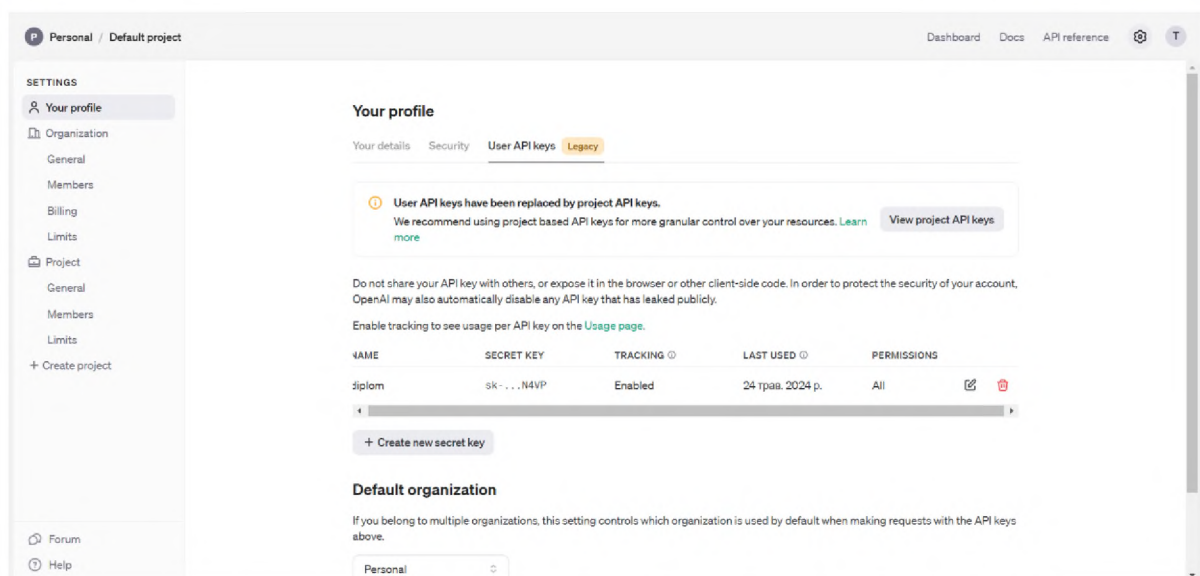 P Personal / Default project
Dashboard Docs API reference T
SETTINGS
Your profile
Organization
General
Members
Billing
Limits
Project
General
Members
Limits
+ Create project
Forum
Help
Your profile
Your details Security User API keys Legacy
User API keys have been replaced by project API keys.
We recommend using project based API keys for more granular control over your resources. Learn
more
View project API keys
Do not share your API key with others, or expose it in the browser or other client-side code. In order to protect the security of your account,
OpenAI may also automatically disable any API key that has leaked publicly.
Enable tracking to see usage per API key on the Usage page.
NAME SECRET KEY TRACKING LAST USED PERMISSIONS
diplom sk-...N4VP Enabled 24 трав. 2024 р. All
+ Create new secret key
Default organization
If you belong to multiple organizations, this setting controls which organization is used by default when making requests with the API keys
above.
Personal